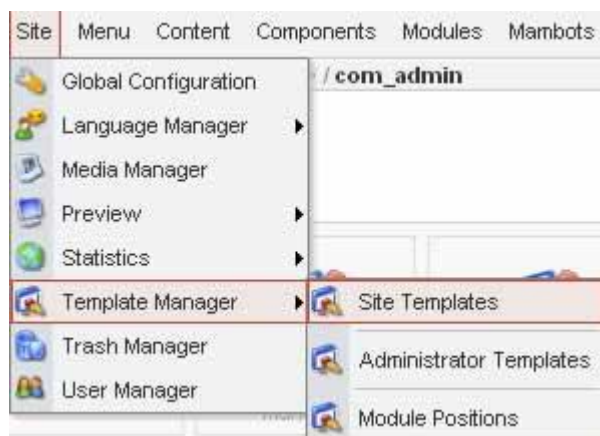 Site Menu Content Components Modules Mambots
Global Configuration
/ com_admin
Language Manager
Media Manager
Preview
Statistics
Template Manager
Site Templates
Trash Manager
Administrator Templates
User Manager
Module Positions